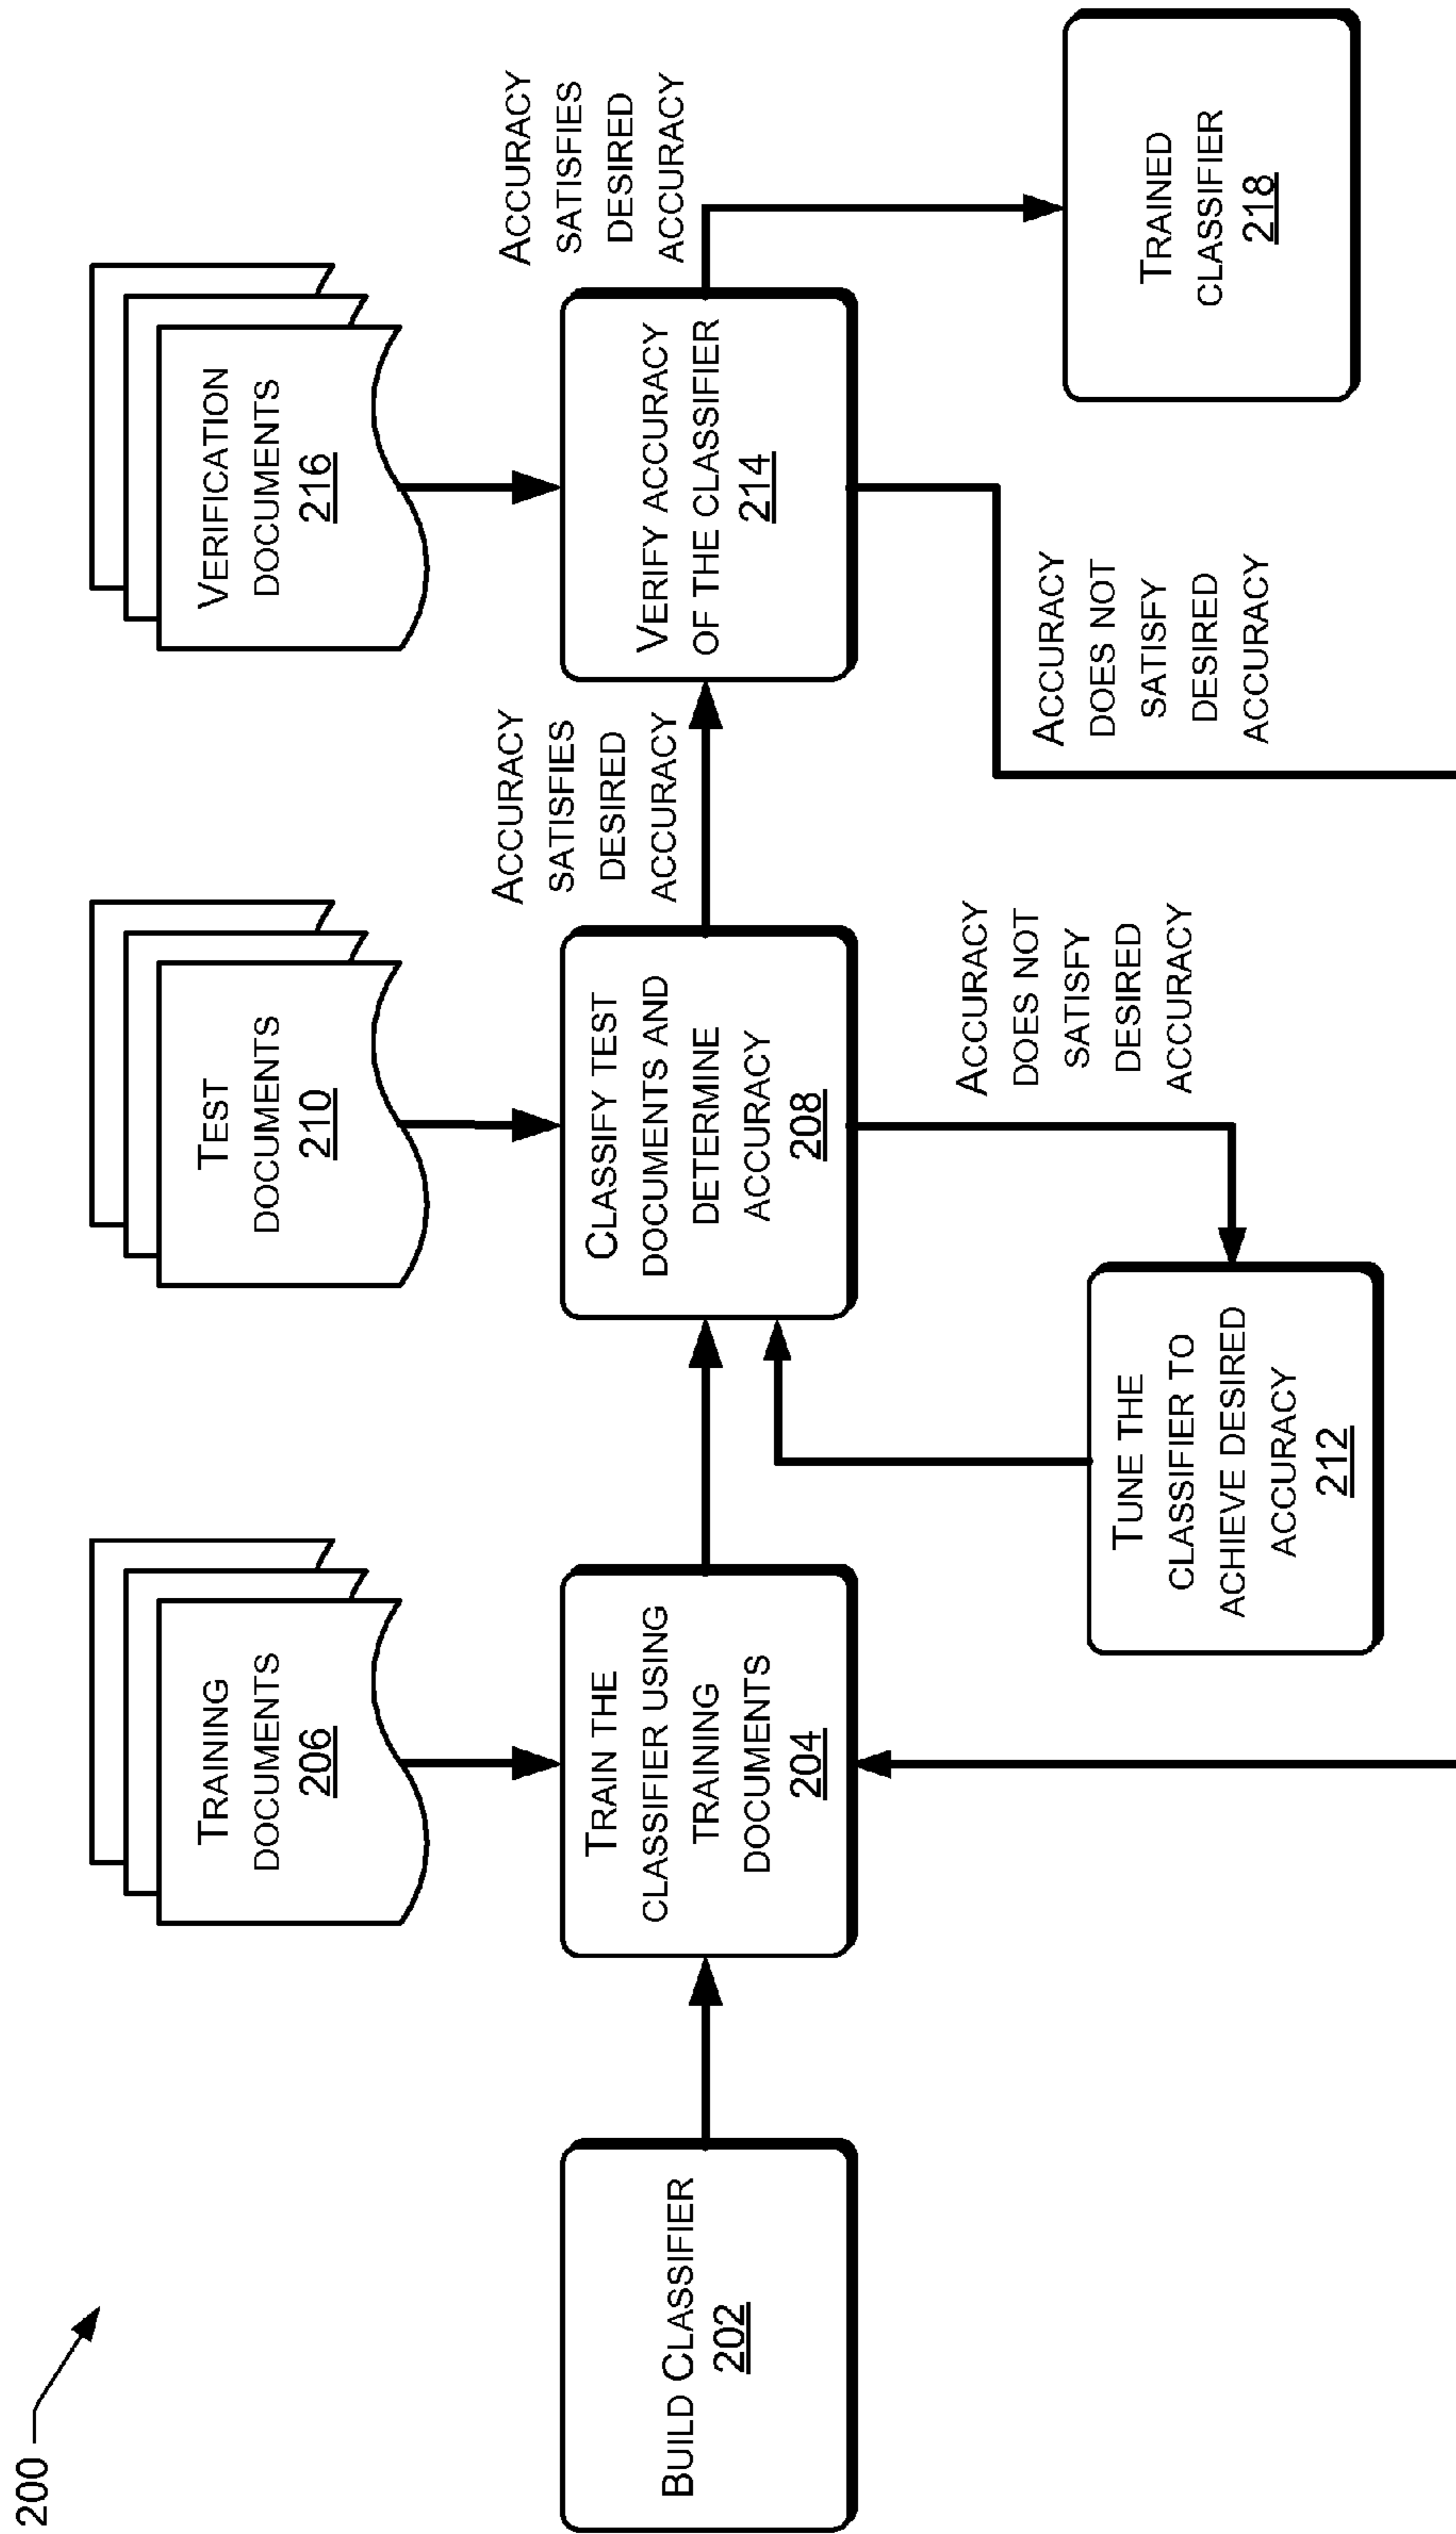 200
TRAINING
DOCUMENTS
206
TEST
DOCUMENTS
210
VERIFICATION
DOCUMENTS
216
BUILD CLASSIFIER
202
TRAIN THE
CLASSIFIER USING
TRAINING
DOCUMENTS
204
CLASSIFY TEST
DOCUMENTS AND
DETERMINE
ACCURACY
208
ACCURACY
SATISFIES
DESIRED
ACCURACY
VERIFY ACCURACY
OF THE CLASSIFIER
214
ACCURACY
SATISFIES
DESIRED
ACCURACY
TUNE THE
CLASSIFIER TO
ACHIEVE DESIRED
ACCURACY
212
ACCURACY
DOES NOT
SATISFY
DESIRED
ACCURACY
ACCURACY
DOES NOT
SATISFY
DESIRED
ACCURACY
TRAINED
CLASSIFIER
218